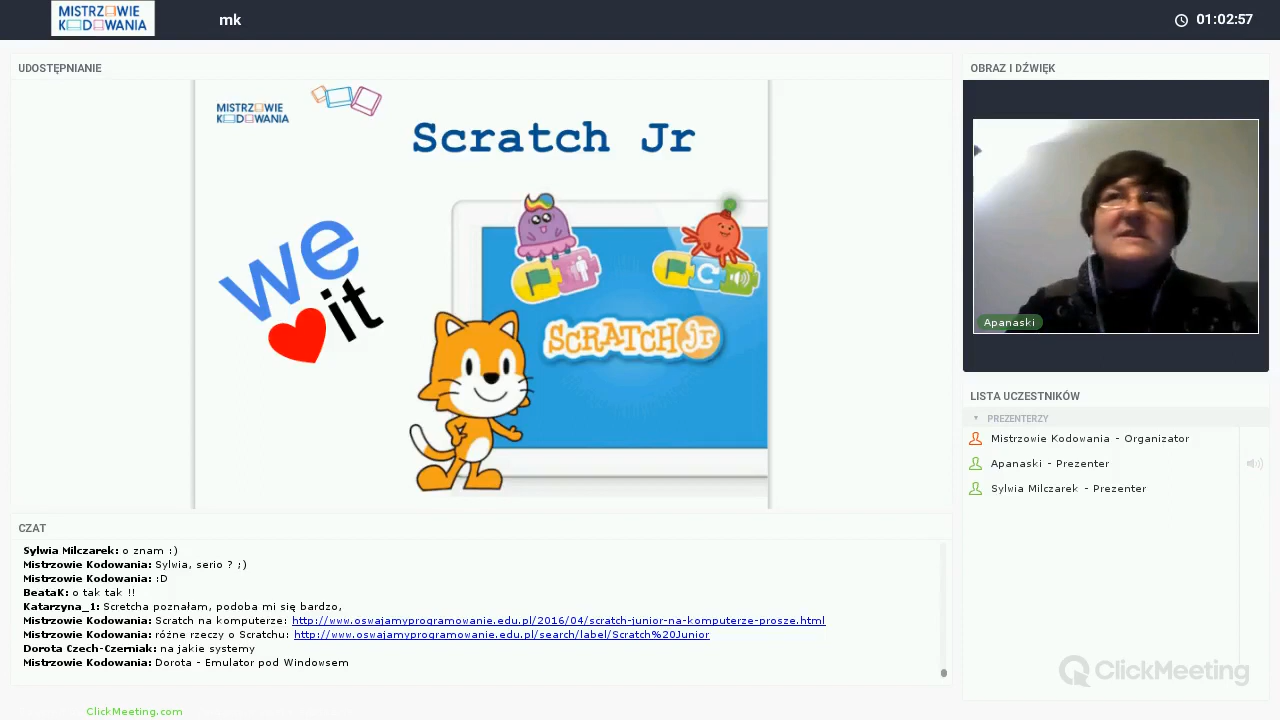 MISTRZOWIE
KODOWANIA
mk
01:02:57
UDOSTĘPNIANIE
MISTRZOWIE
KODOWANIA
Scratch Jr
we
it
SCRATCH jr
CZAT
Sylwia Milczarek: o znam :)
Mistrzowie Kodowania: Sylwia, serio ? ;)
Mistrzowie Kodowania: :D
BeataK: o tak tak !!
Katarzyna_1: Scretcha poznałam, podoba mi się bardzo,
Mistrzowie Kodowania: Scratch na komputerze: http://www.oswajamyprogramowanie.edu.pl/2016/04/scratch-junior-na-komputerze-prosze.html
Mistrzowie Kodowania: różne rzeczy o Scratchu: http://www.oswajamyprogramowanie.edu.pl/search/label/Scratch%20Junior
Dorota Czech-Czerniak: na jakie systemy
Mistrzowie Kodowania: Dorota - Emulator pod Windowsem
ClickMeeting.com
OBRAZ I DŹWIĘK
Apanaski
LISTA UCZESTNIKÓW
PREZENTERZY
Mistrzowie Kodowania - Organizator
Apanaski - Prezenter
Sylwia Milczarek - Prezenter
ClickMeeting